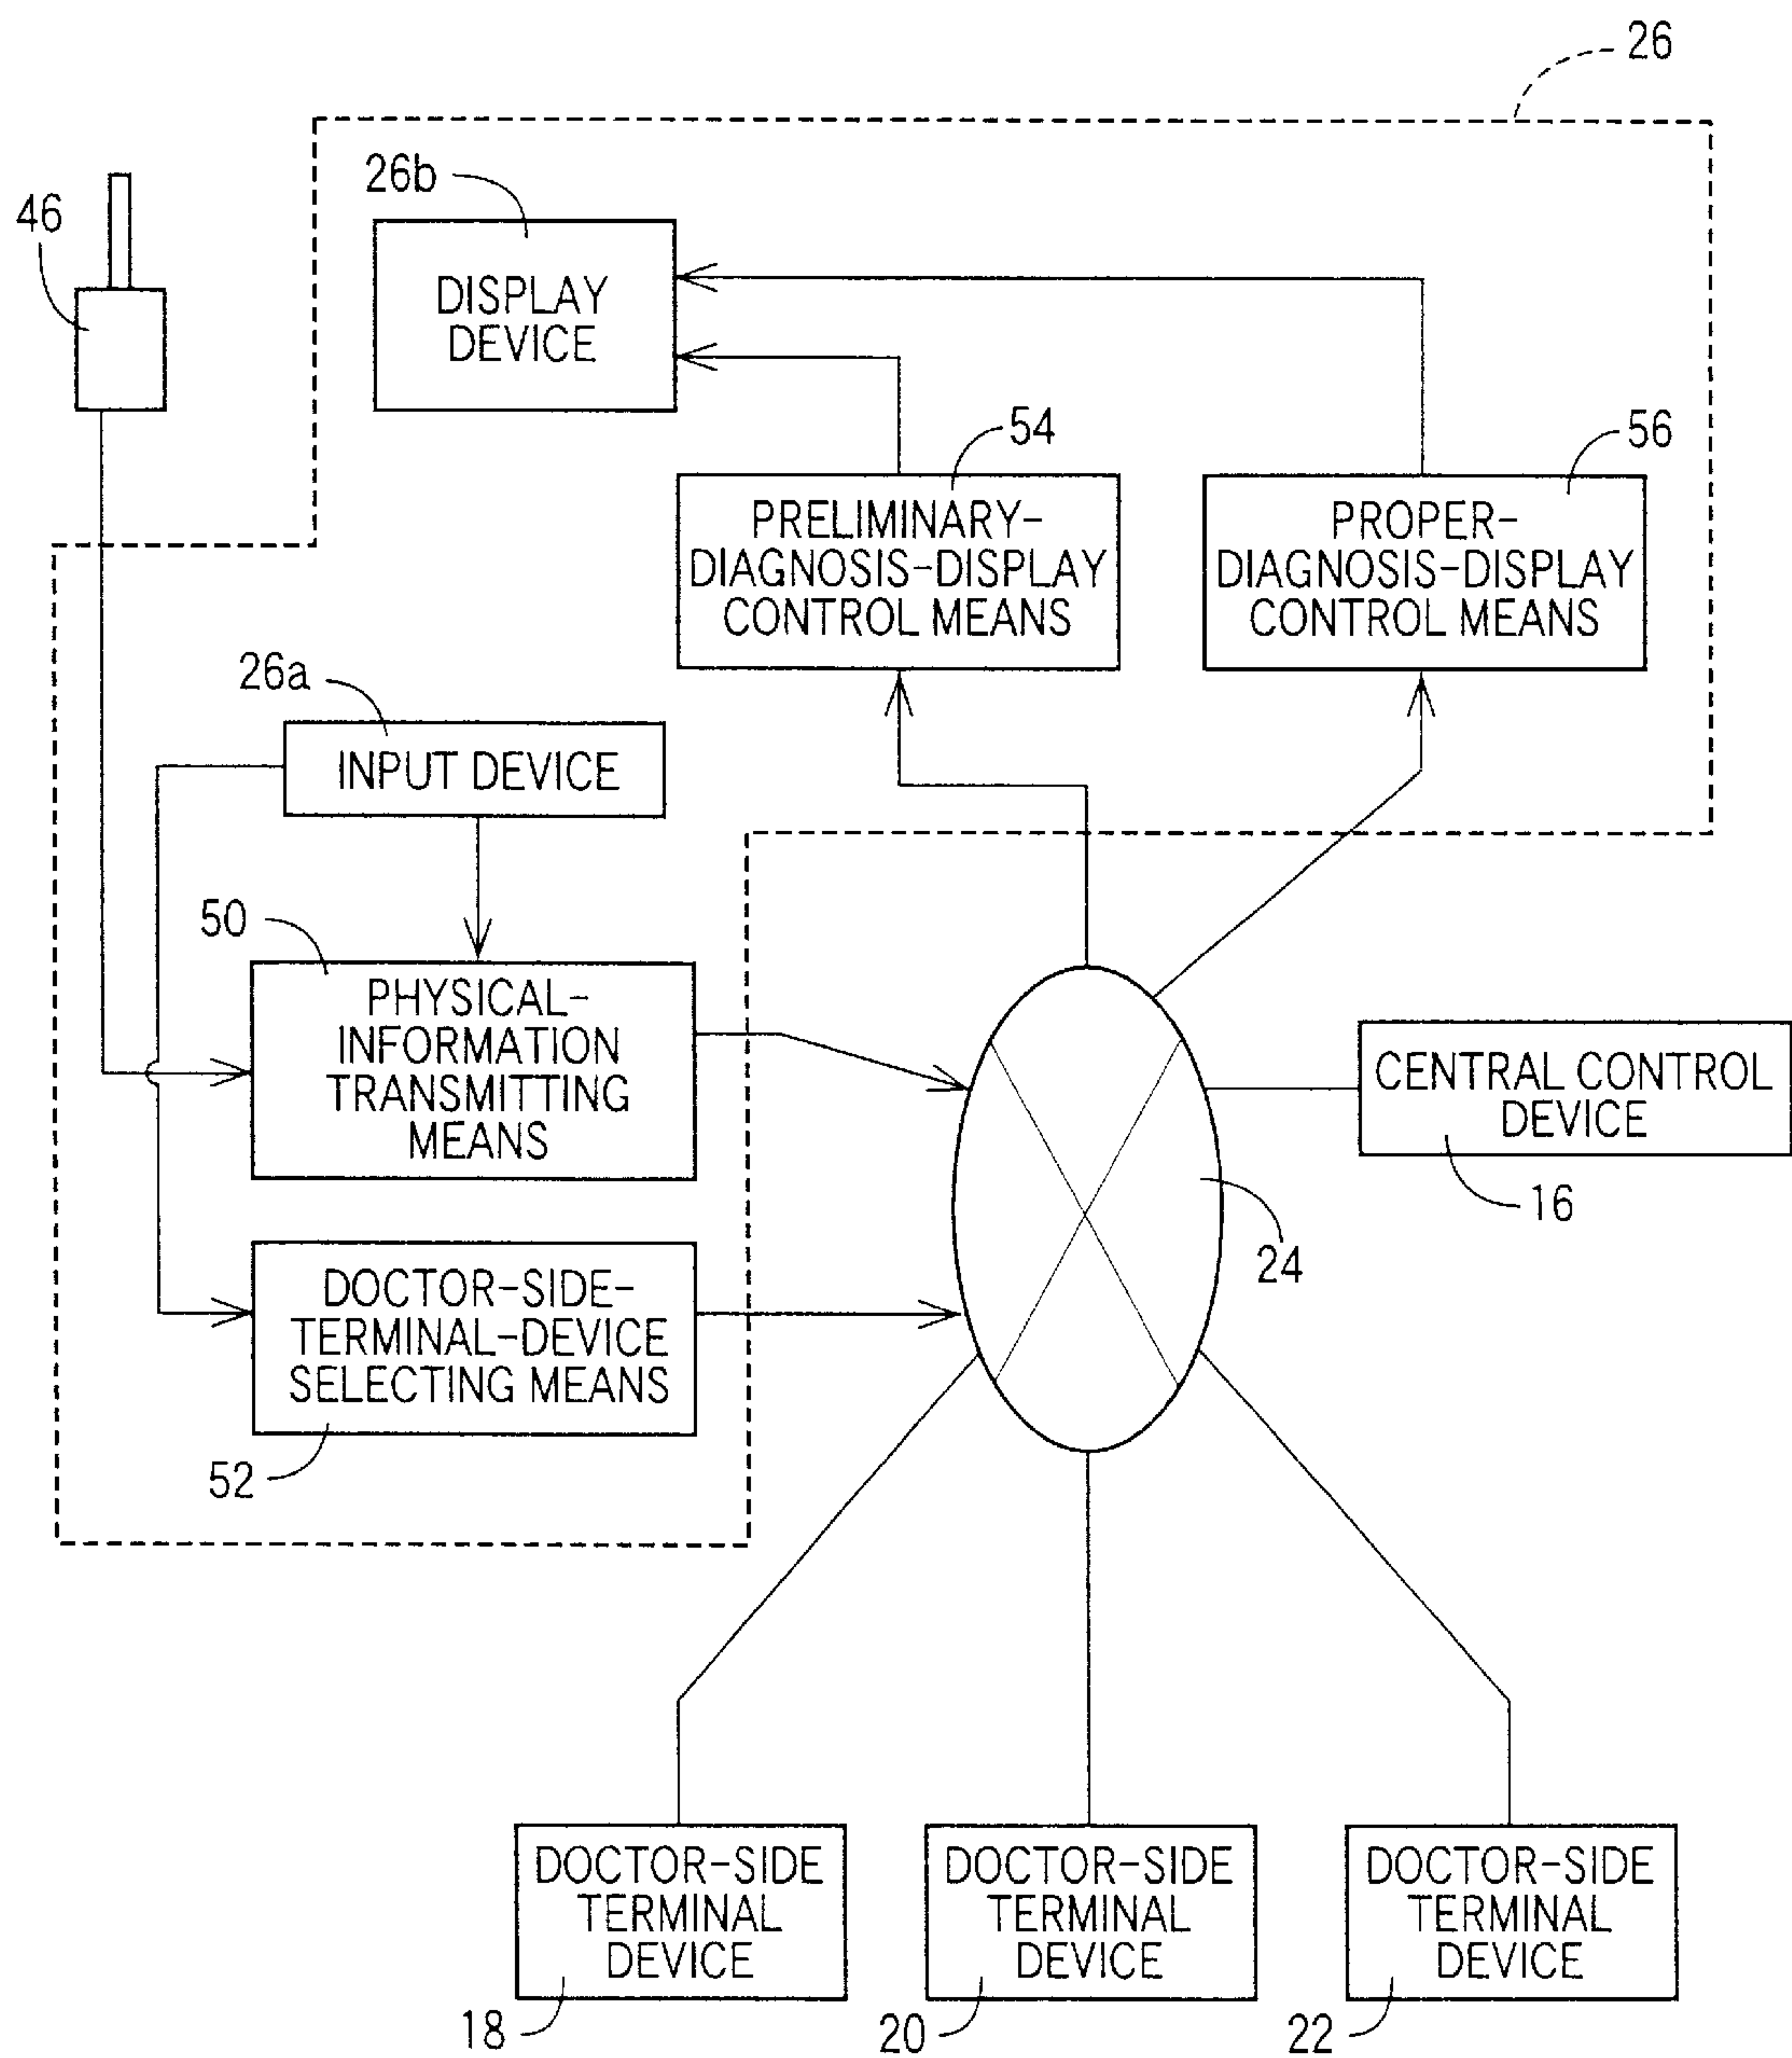 26
26b
46
DISPLAY
DEVICE
54
56
PRELIMINARY-
DIAGNOSIS-DISPLAY
CONTROL MEANS
PROPER-
DIAGNOSIS-DISPLAY
CONTROL MEANS
26a
INPUT DEVICE
50
PHYSICAL-
INFORMATION
TRANSMITTING
MEANS
CENTRAL CONTROL
DEVICE
16
24
DOCTOR-SIDE-
TERMINAL-DEVICE
SELECTING MEANS
52
DOCTOR-SIDE
TERMINAL
DEVICE
DOCTOR-SIDE
TERMINAL
DEVICE
DOCTOR-SIDE
TERMINAL
DEVICE
18
20
22